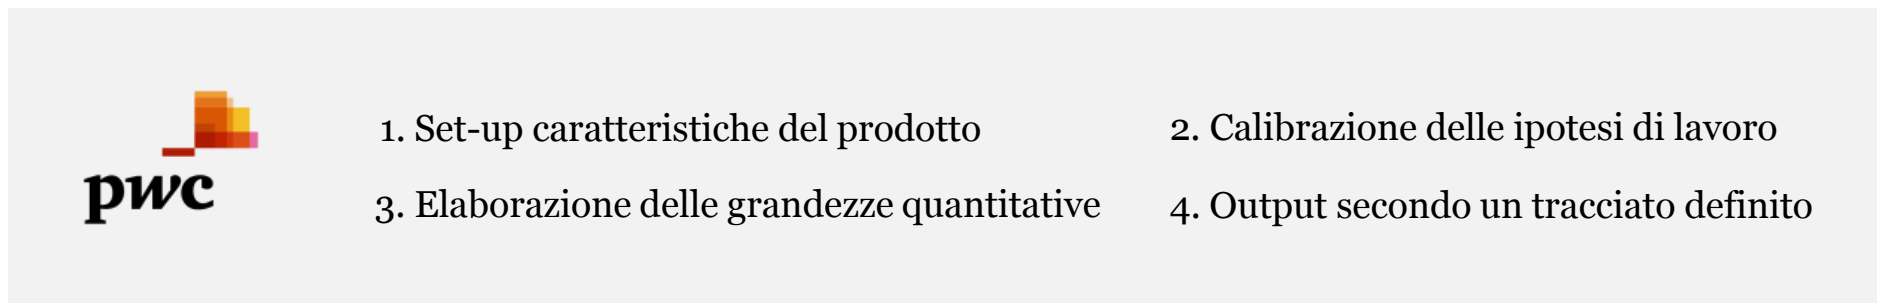 pwc
1. Set-up caratteristiche del prodotto
2. Calibrazione delle ipotesi di lavoro
3. Elaborazione delle grandezze quantitative
4. Output secondo un tracciato definito